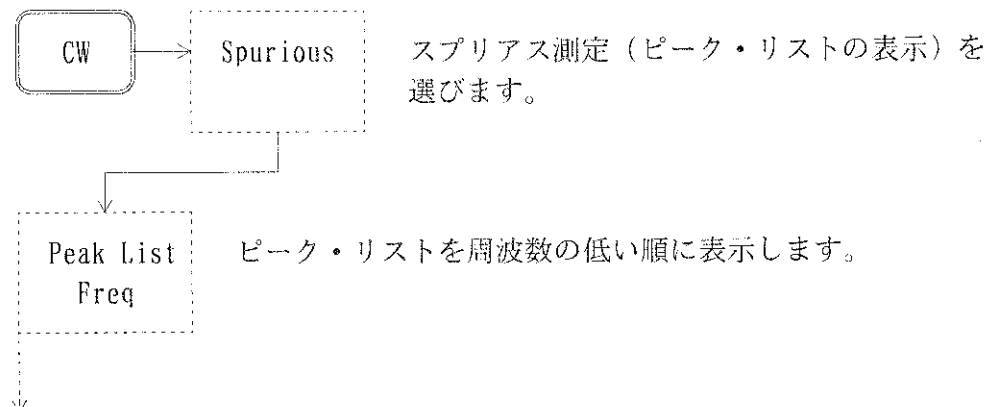 CW
Spurious
スプリアス測定（ピーク・リストの表示）を
選びます。
Peak List
Freq
ピーク・リストを周波数の低い順に表示します。